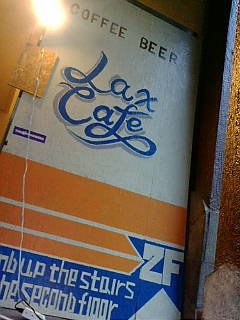 COFFEE BEER
Lax
Cafe
2F
up the stairs
the second floor